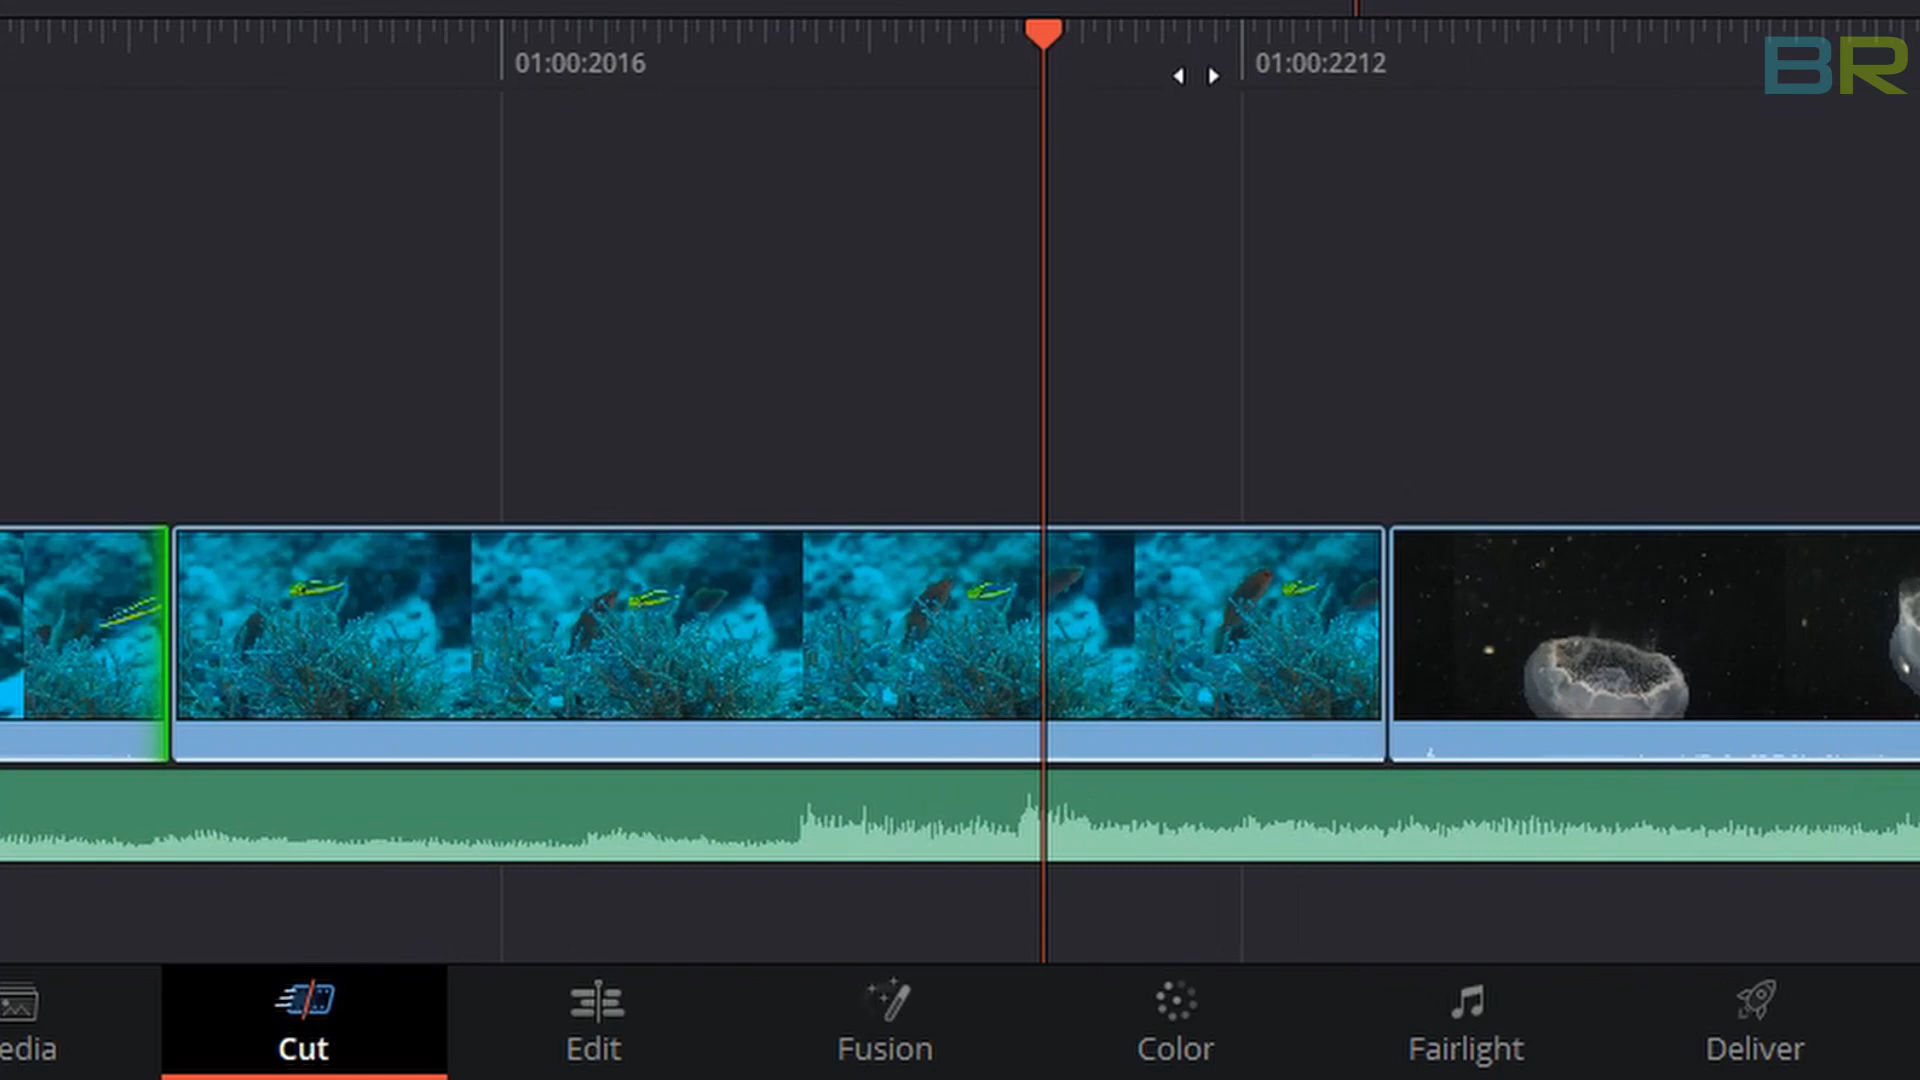 01:00:2016
01:00:2212
BR
edia
Cut
Edit
Fusion
Color
Fairlight
Deliver